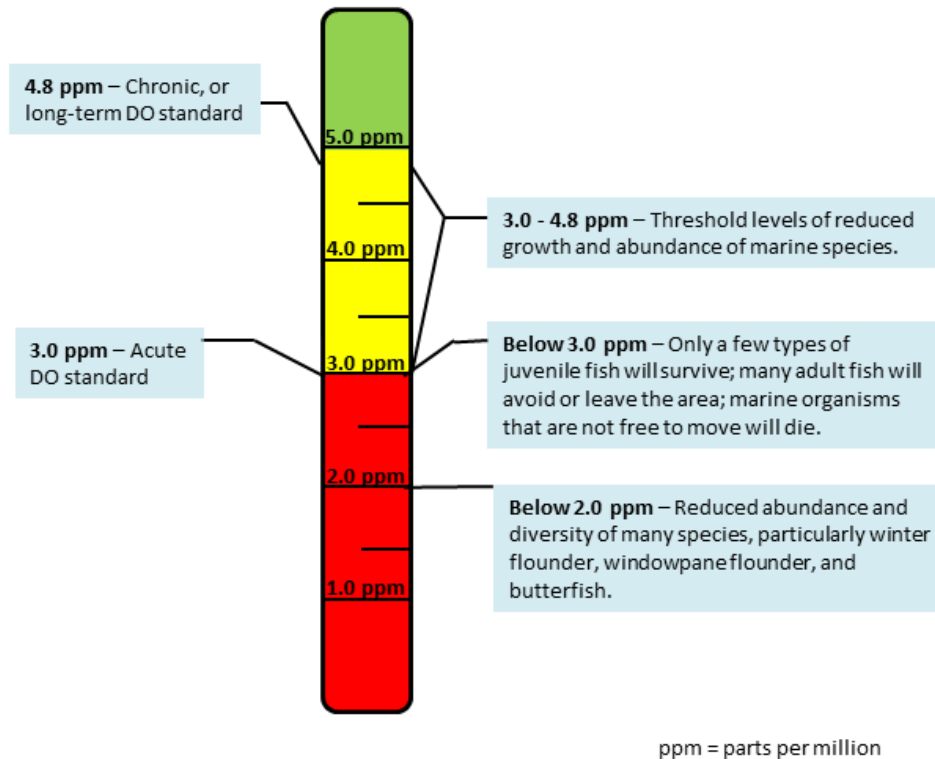 4.8 ppm – Chronic, or
long-term DO standard
5.0 ppm
3.0 - 4.8 ppm – Threshold levels of reduced
growth and abundance of marine species.
4.0 ppm
3.0 ppm – Acute
DO standard
3.0 ppm
Below 3.0 ppm – Only a few types of
juvenile fish will survive; many adult fish will
avoid or leave the area; marine organisms
that are not free to move will die.
2.0 ppm
Below 2.0 ppm – Reduced abundance and
diversity of many species, particularly winter
flounder, windowpane flounder, and
butterfish.
1.0 ppm
ppm = parts per million